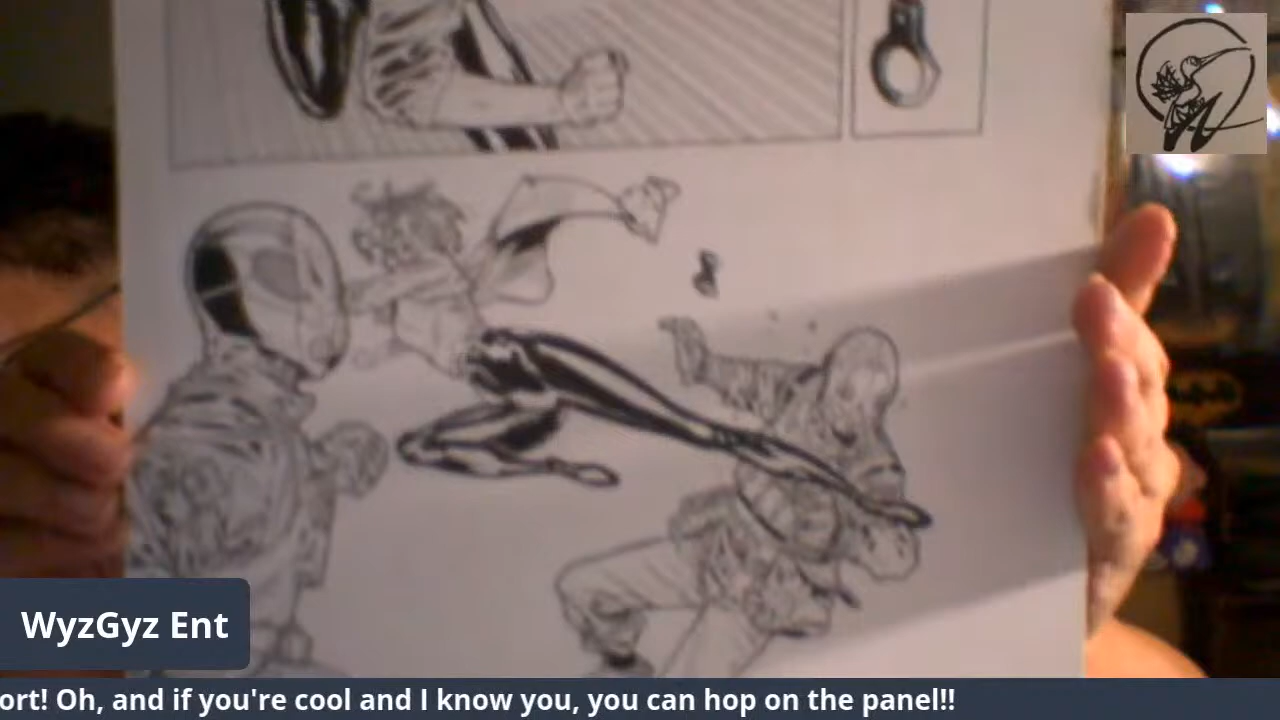 WyzGyz Ent
ort! Oh, and if you're cool and I know you, you can hop on the panel!!